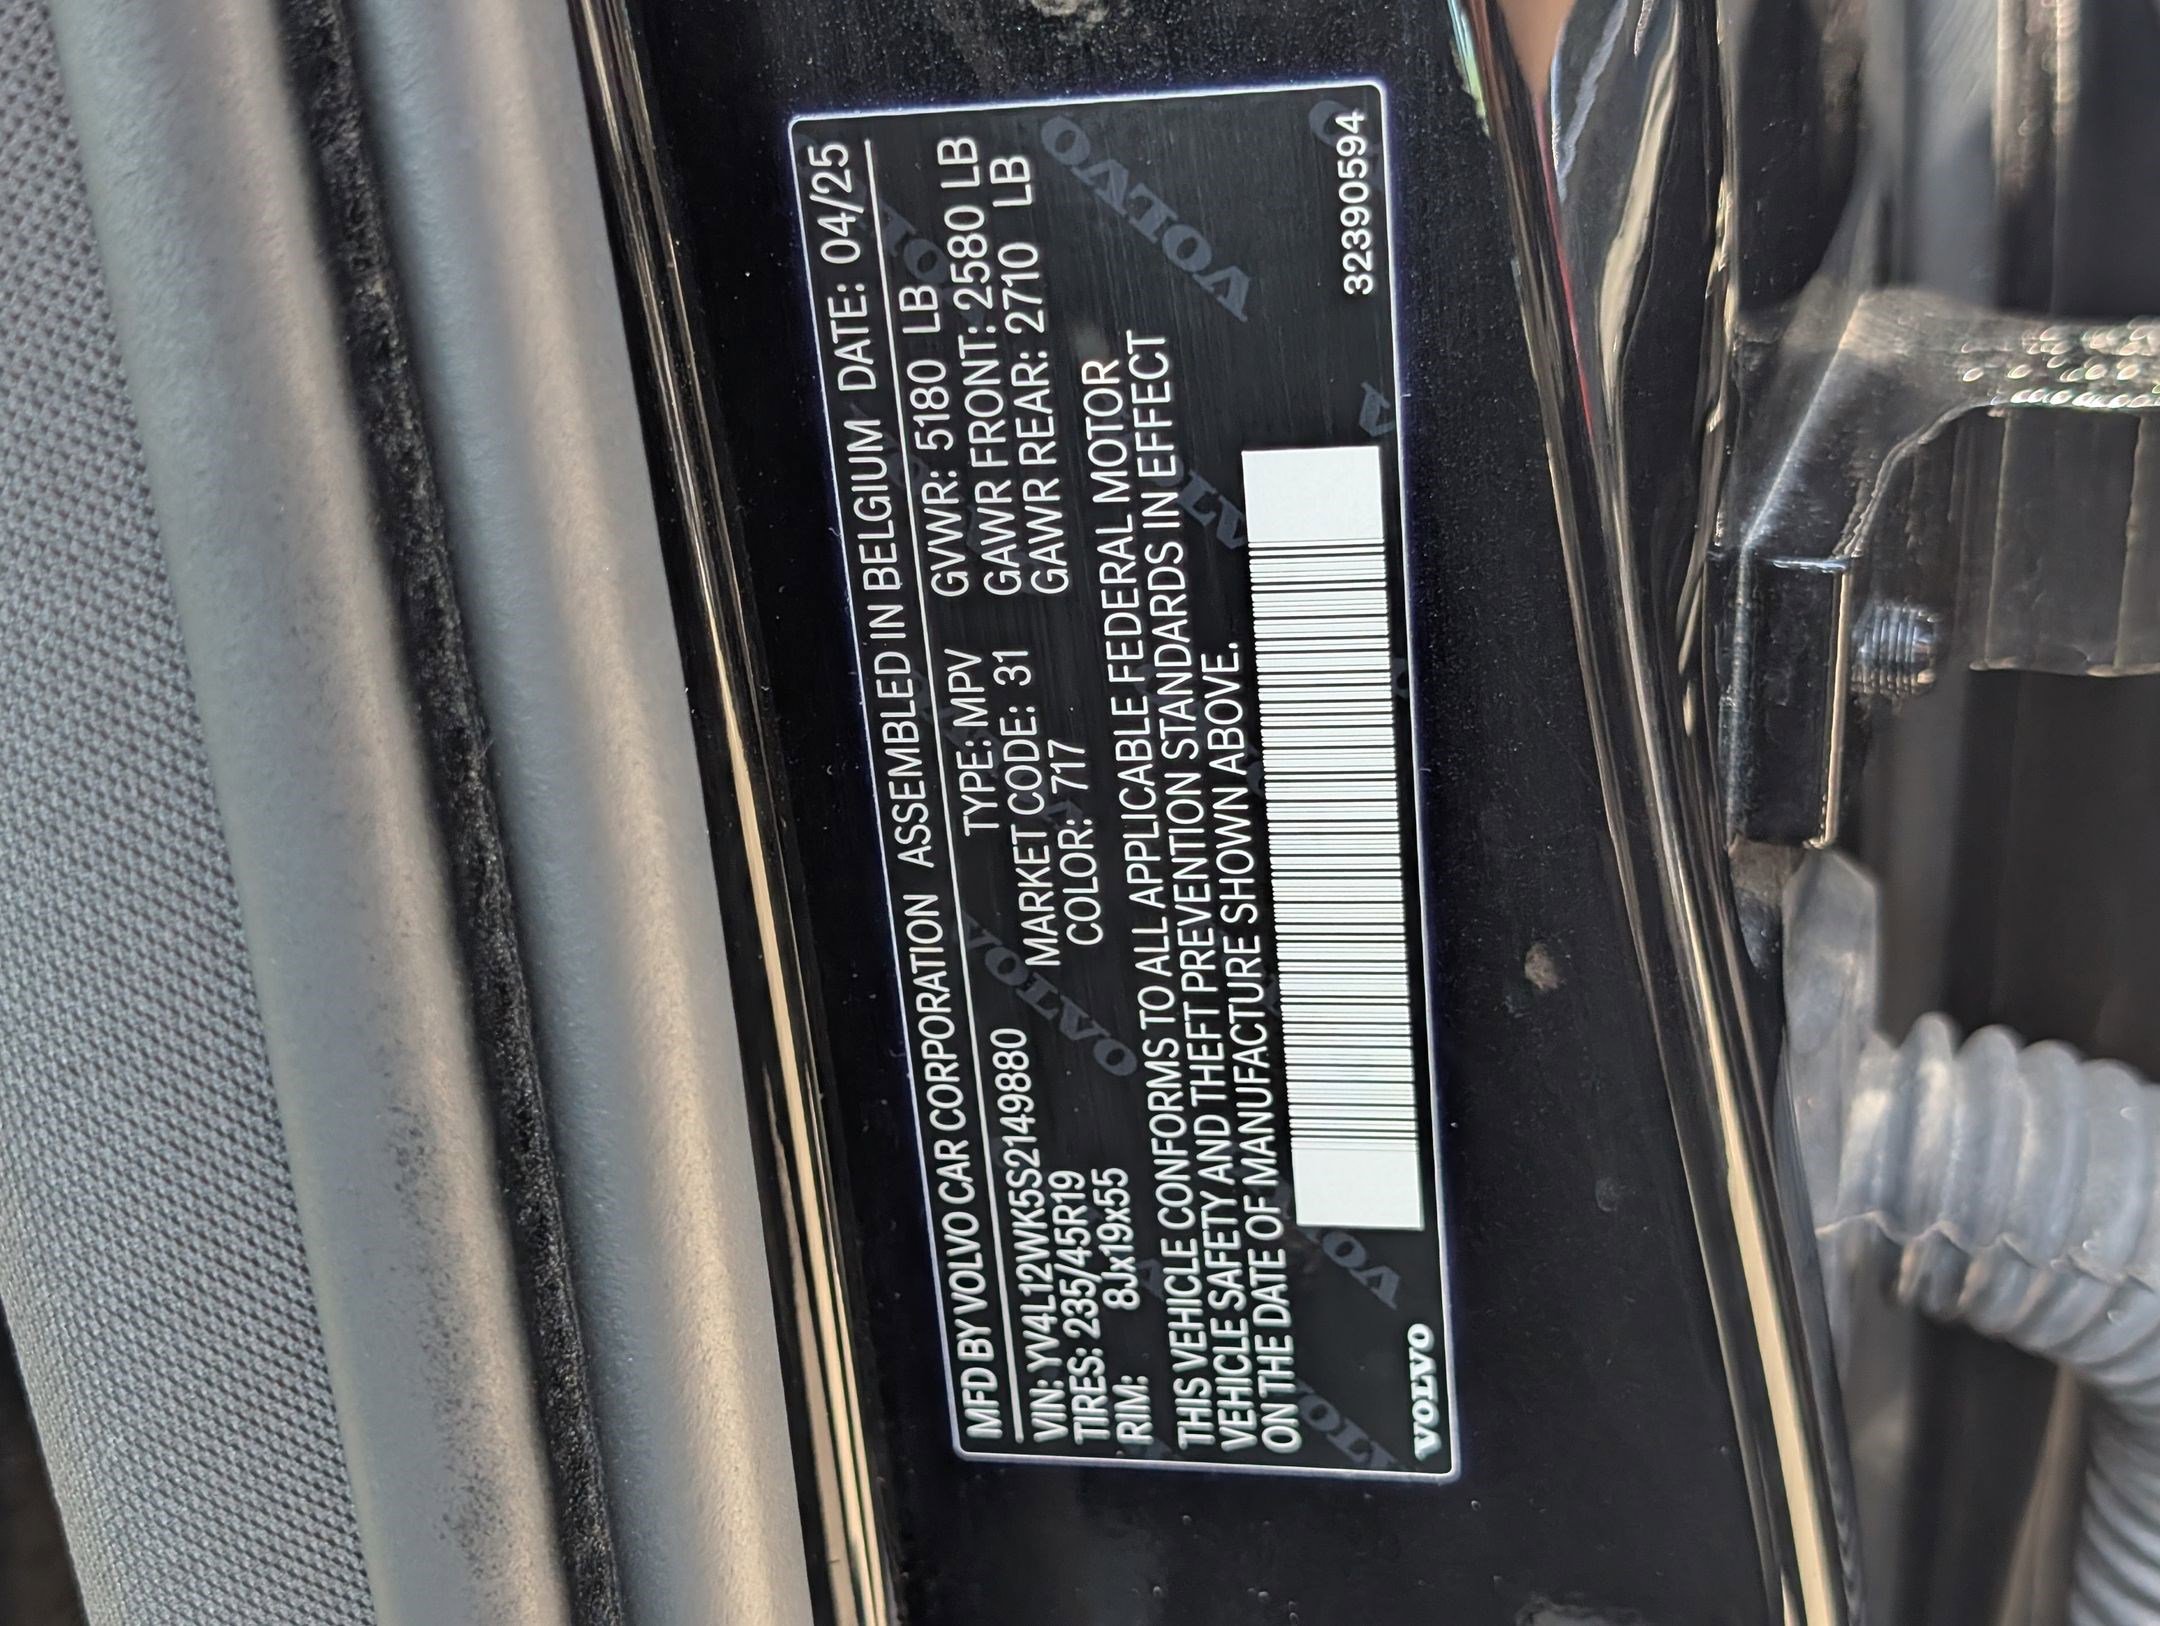 MFD BY VOLVO CAR CORPORATION ASSEMBLED IN BELGIUM DATE: 04/25
VIN: YV4L12WK5S2149880 TYPE: MPV GVWR: 5180 LB
TIRES: 235/45R19 MARKET CODE: 31 GAWR FRONT: 2580 LB
RIM: 8Jx19x55 COLOR: 717 GAWR REAR: 2710 LB
THIS VEHICLE CONFORMS TO ALL APPLICABLE FEDERAL MOTOR
VEHICLE SAFETY AND THEFT PREVENTION STANDARDS IN EFFECT
ON THE DATE OF MANUFACTURE SHOWN ABOVE.
VOLVO 32390594